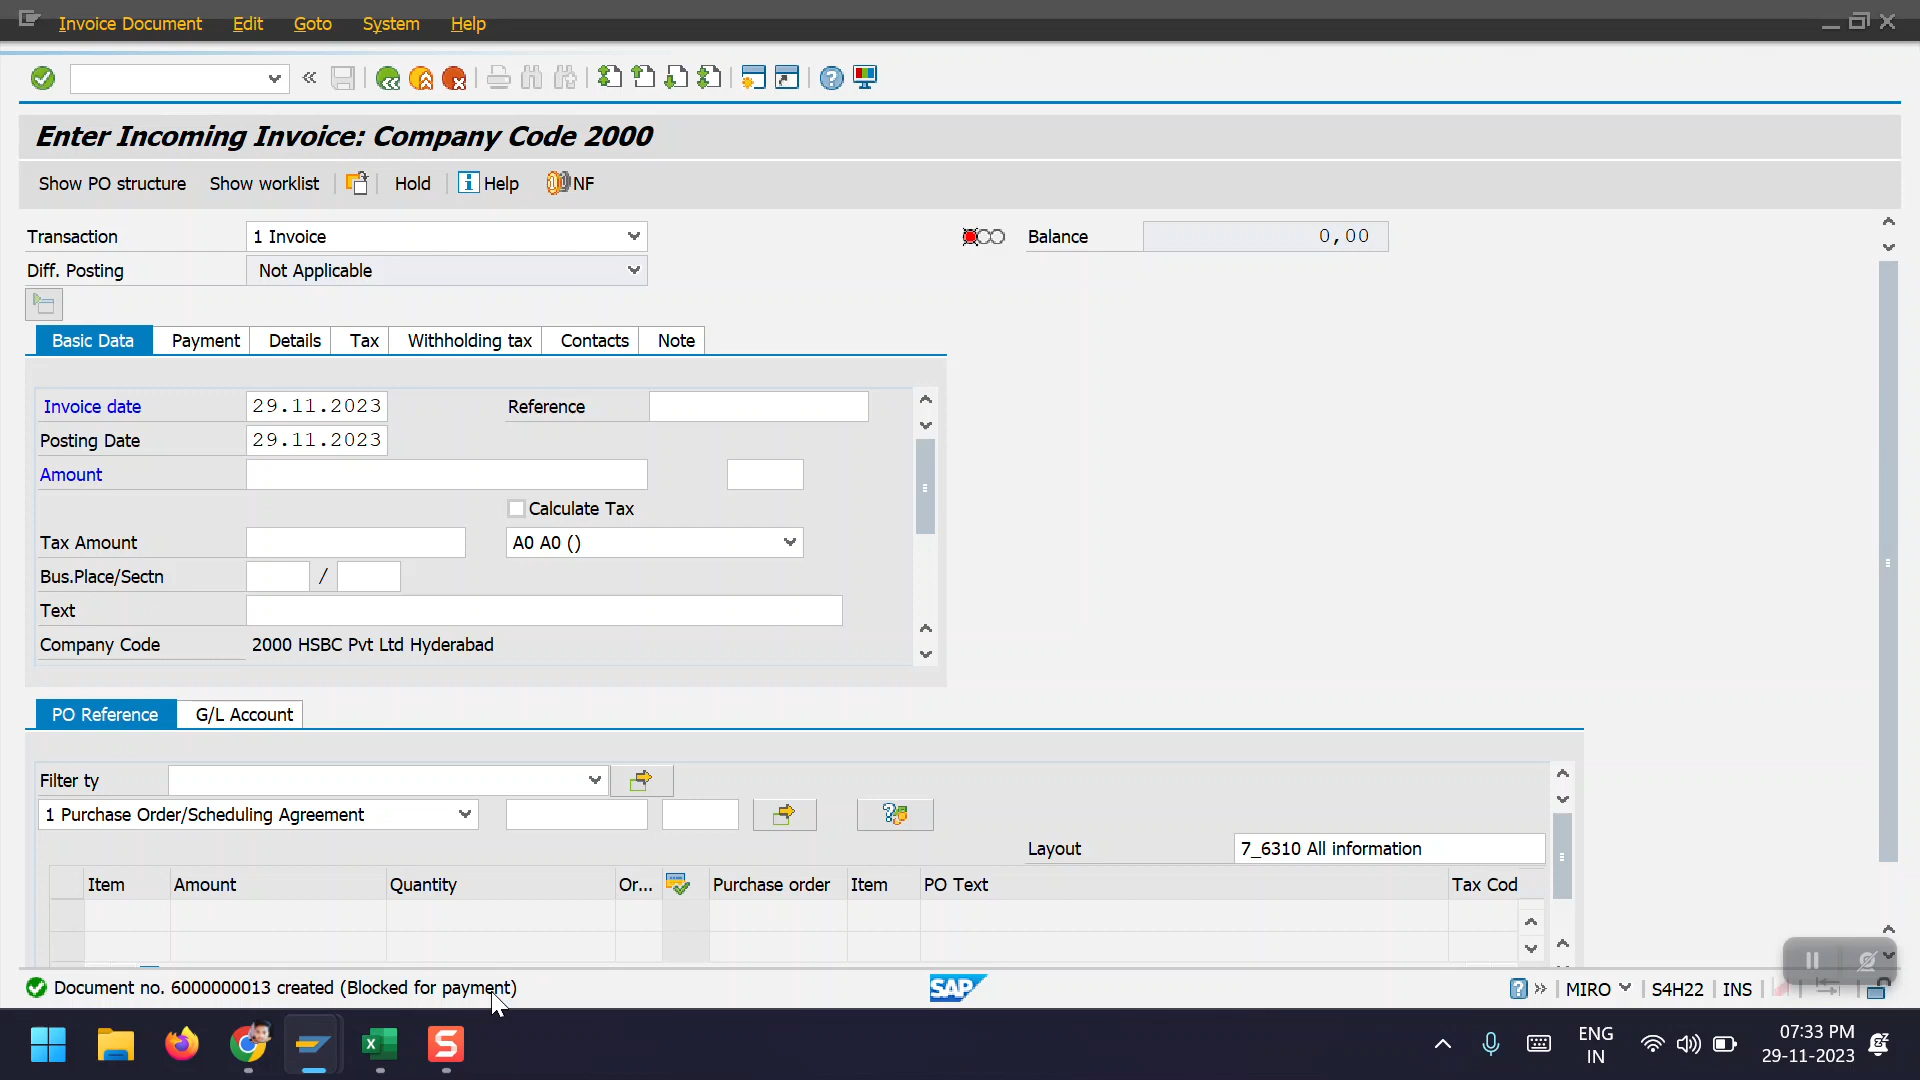 Invoice Document Edit Goto System Help
Enter Incoming Invoice: Company Code 2000
Show PO structure Show worklist Hold Help NF
Transaction 1 Invoice Balance 0,00
Diff. Posting Not Applicable
Basic Data Payment Details Tax Withholding tax Contacts Note
Invoice date 29.11.2023 Reference
Posting Date 29.11.2023
Amount
Calculate Tax
Tax Amount A0 A0 ()
Bus.Place/Sectn /
Text
Company Code 2000 HSBC Pvt Ltd Hyderabad
PO Reference G/L Account
Filter ty
1 Purchase Order/Scheduling Agreement
Layout 7_6310 All information
Item Amount Quantity Or... Purchase order Item PO Text Tax Cod
Document no. 6000000013 created (Blocked for payment) SAP MIRO S4H22 INS
ENG 07:33 PM
IN 29-11-2023